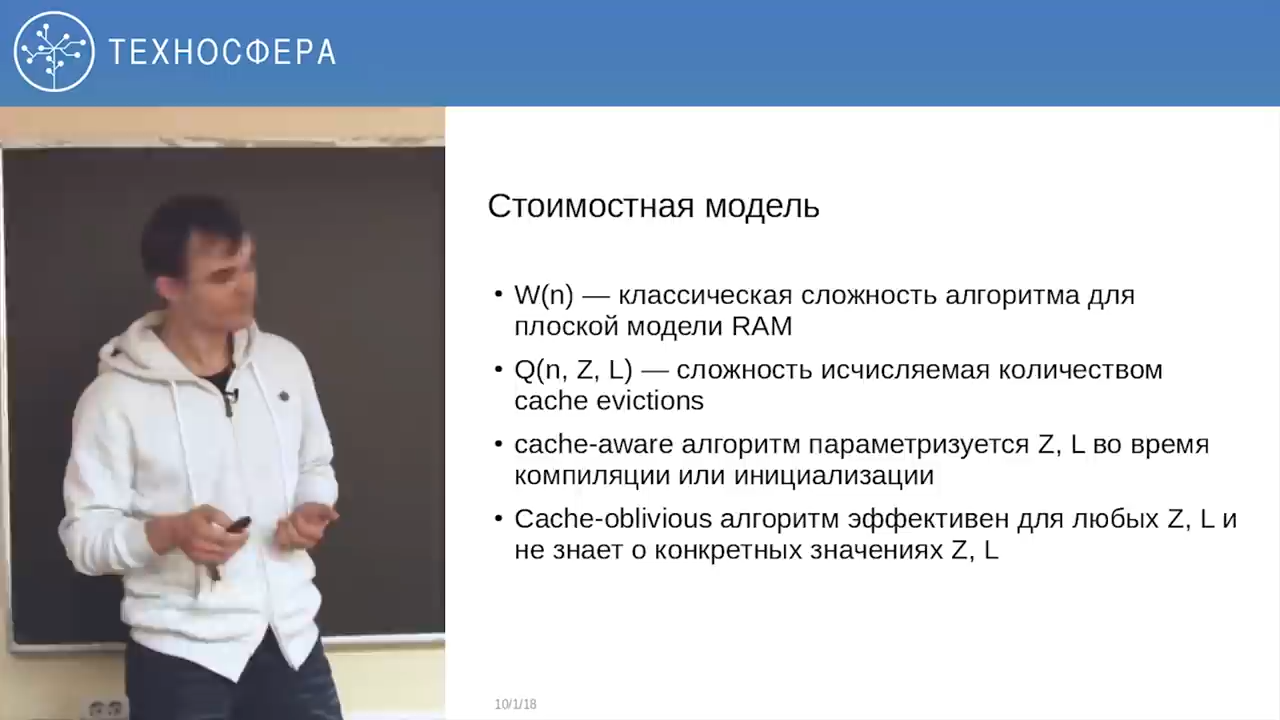 ТЕХНОСФЕРА
Стоимостная модель
• W(n) — классическая сложность алгоритма для
плоской модели RAM
• Q(n, Z, L) — сложность исчисляемая количеством
cache evictions
• cache-aware алгоритм параметризуется Z, L во время
компиляции или инициализации
• Cache-oblivious алгоритм эффективен для любых Z, L и
не знает о конкретных значениях Z, L
10/1/18